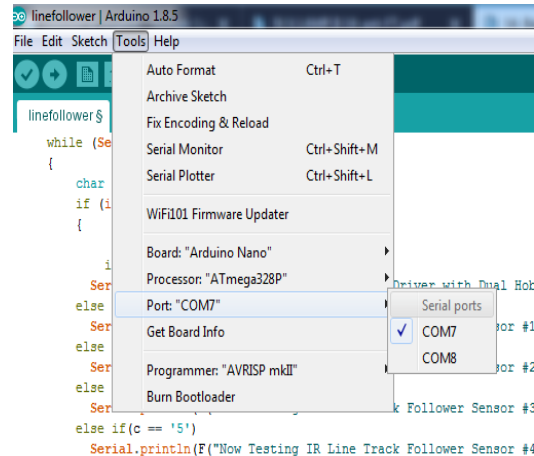 linefollower | Arduino 1.8.5
File Edit Sketch Tools Help
linefollower §
Auto Format Ctrl+T
Archive Sketch
Fix Encoding & Reload
Serial Monitor Ctrl+Shift+M
Serial Plotter Ctrl+Shift+L
WiFi101 Firmware Updater
Board: "Arduino Nano"
Processor: "ATmega328P"
Port: "COM7"
Get Board Info
Programmer: "AVRISP mkII"
Burn Bootloader
Serial ports
✓ COM7
COM8
while (Se
{
char
if (i
{
i
Ser Driver with Dual Hob
else
Ser sor #1
else
Ser sor #2
else
Ser k Follower Sensor #3
else if(c == '5')
Serial.println(F("Now Testing IR Line Track Follower Sensor #4